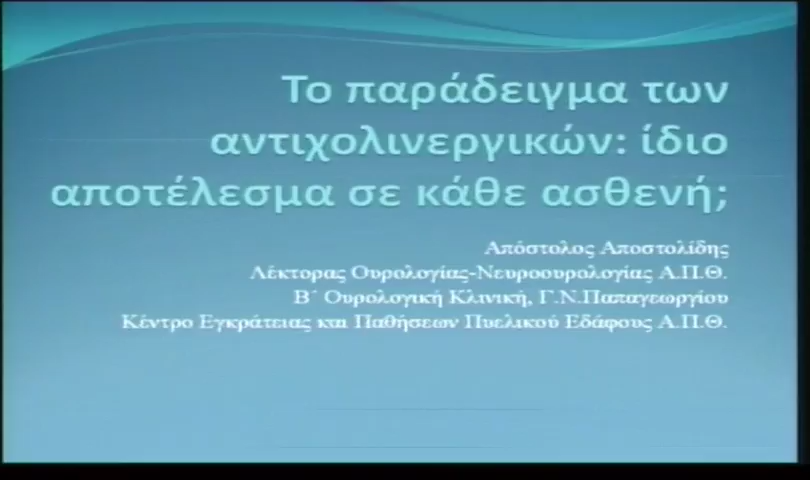 Το παράδειγμα των
αντιχολινεργικών: ίδιο
αποτέλεσμα σε κάθε ασθενή;
Απόστολος Αποστολίδης
Λέκτορας Ουρολογίας-Νευροουρολογίας Α.Π.Θ.
Β΄ Ουρολογική Κλινική, Γ.Ν.Παπαγεωργίου
Κέντρο Εγκράτειας και Παθήσεων Πυελικού Εδάφους Α.Π.Θ.